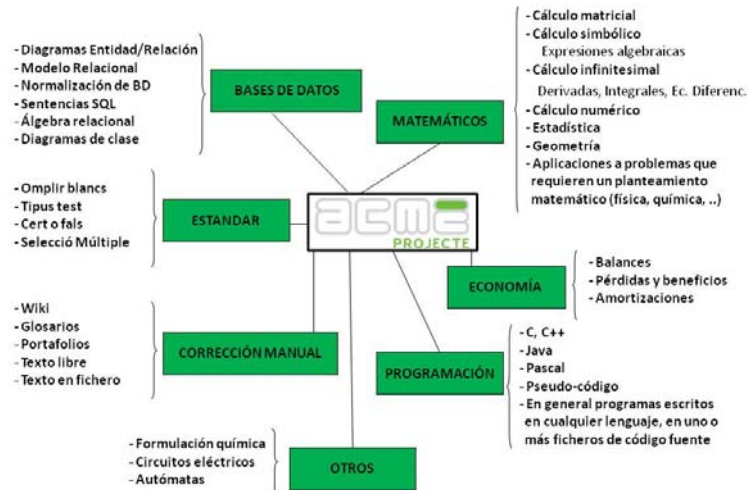 - Diagramas Entidad/Relación
- Modelo Relacional
- Normalización de BD
- Sentencias SQL
- Álgebra relacional
- Diagramas de clase
BASES DE DATOS
MATEMÁTICOS
- Cálculo matricial
- Cálculo simbólico
Expresiones algebraicas
- Cálculo infinitesimal
Derivadas, Integrales, Ec. Diferenc.
- Cálculo numérico
- Estadística
- Geometría
- Aplicaciones a problemas que
requieren un planteamiento
matemático (física, química, ..)
- Omplir blancs
- Tipus test
- Cert o fals
- Selecció Múltiple
ESTANDAR
acme
PROJECTE
ECONOMÍA
- Balances
- Pérdidas y beneficios
- Amortizaciones
- Wiki
- Glosarios
- Portafolios
- Texto libre
- Texto en fichero
CORRECCIÓN MANUAL
PROGRAMACIÓN
- C, C++
- Java
- Pascal
- Pseudo-código
- En general programas escritos
en cualquier lenguaje, en uno o
más ficheros de código fuente
- Formulación química
- Circuitos eléctricos
- Autómatas
OTROS